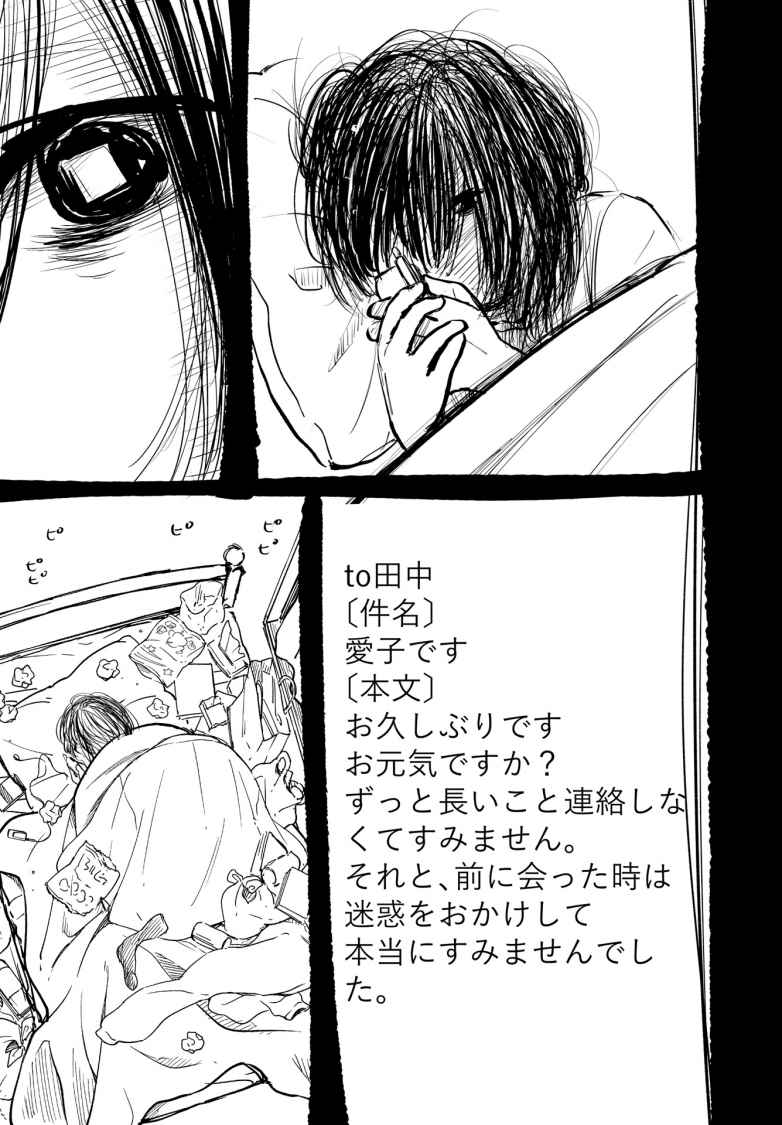 to田中
〔件名〕
愛子です
〔本文〕
お久しぶりです
お元気ですか？
ずっと長いこと連絡しな
くてすみません。
それと、前に会った時は
迷惑をおかけして
本当にすみませんでし
た。
ピ
ピ
ピ
ピ
ピ
ピ